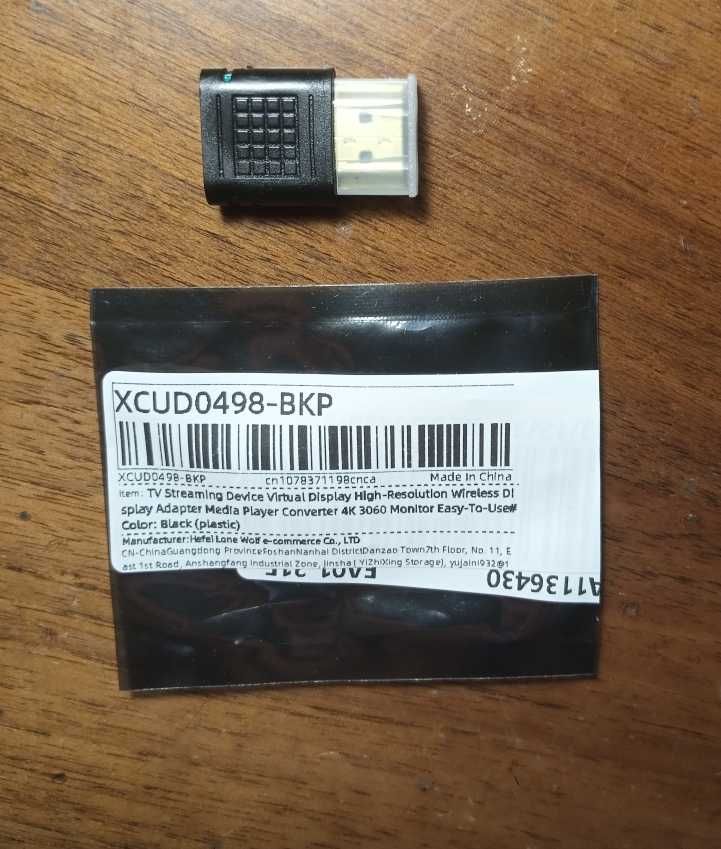 XCUD0498-BKP
XCUD0498-BKP cn1078371198cnca Made In China
Item: TV Streaming Device Virtual Display High-Resolution Wireless Di
splay Adapter Media Player Converter 4K 3060 Monitor Easy-To-Use#
Color: Black (plastic)
Manufacturer:Hefei Lone Wolf e-commerce Co., LTD
CN-ChinaGuangdong ProvinceFoshanNanhai DistrictDanzao Town7th Floor, No. 11, E
ast 1st Road, Anshangfang Industrial Zone, Jinsha( YiZhiXing Storage), yujaini932@1
A1136430